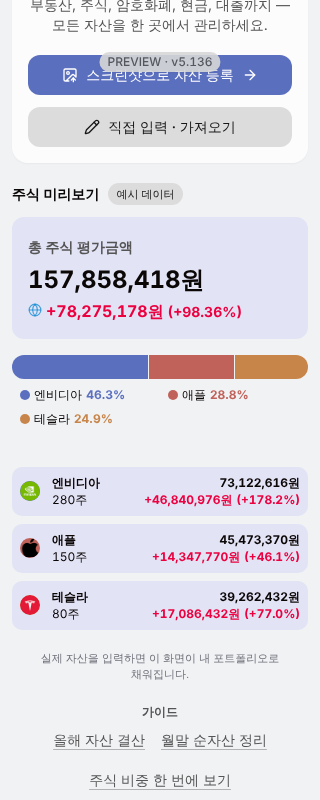 부동산, 주식, 암호화폐, 현금, 대출까지 —
모든 자산을 한 곳에서 관리하세요.
PREVIEW · v5.136
스크린샷으로 자산 등록 →
직접 입력 · 가져오기
주식 미리보기 예시 데이터
총 주식 평가금액
157,858,418원
+78,275,178원 (+98.36%)
엔비디아 46.3% 애플 28.8%
테슬라 24.9%
엔비디아 73,122,616원
280주 +46,840,976원 (+178.2%)
애플 45,473,370원
150주 +14,347,770원 (+46.1%)
테슬라 39,262,432원
80주 +17,086,432원 (+77.0%)
실제 자산을 입력하면 이 화면이 내 포트폴리오로
채워집니다.
가이드
올해 자산 결산 월말 순자산 정리
주식 비중 한 번에 보기